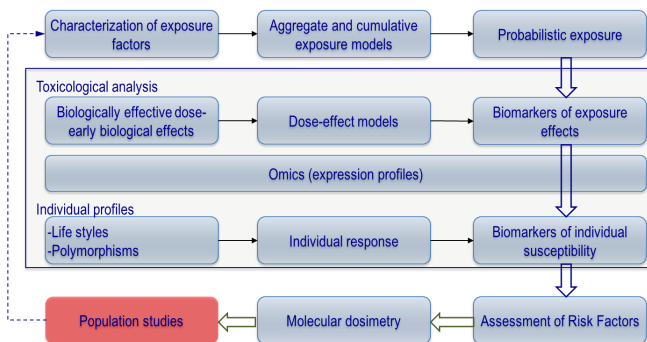 Characterization of exposure
factors
Aggregate and cumulative
exposure models
Probabilistic exposure
Toxicological analysis
Biologically effective dose-
early biological effects
Dose-effect models
Biomarkers of exposure
effects
Omics (expression profiles)
Individual profiles
-Life styles
-Polymorphisms
Individual response
Biomarkers of individual
susceptibility
Population studies
Molecular dosimetry
Assessment of Risk Factors